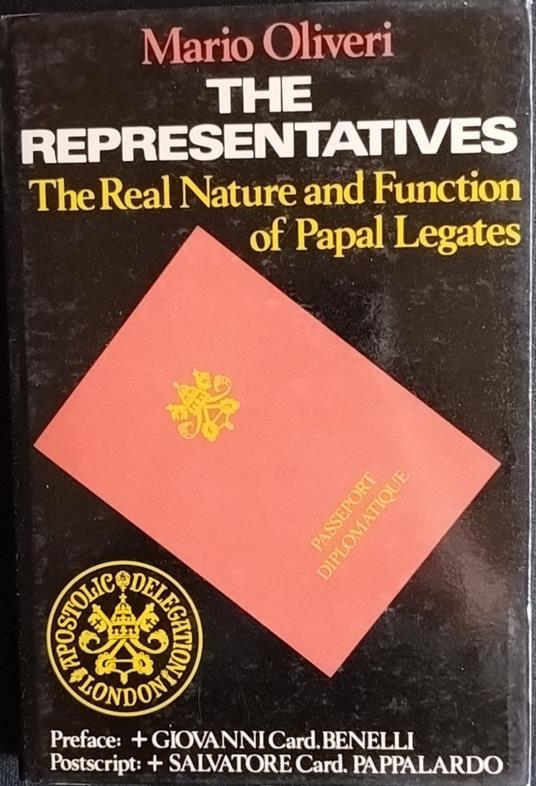 Mario Oliveri
THE
REPRESENTATIVES
The Real Nature and Function
of Papal Legates
PASSEPORT
DIPLOMATIQUE
APOSTOLIC DELEGATION
LONDON
Preface: + GIOVANNI Card. BENELLI
Postscript: + SALVATORE Card. PAPPALARDO